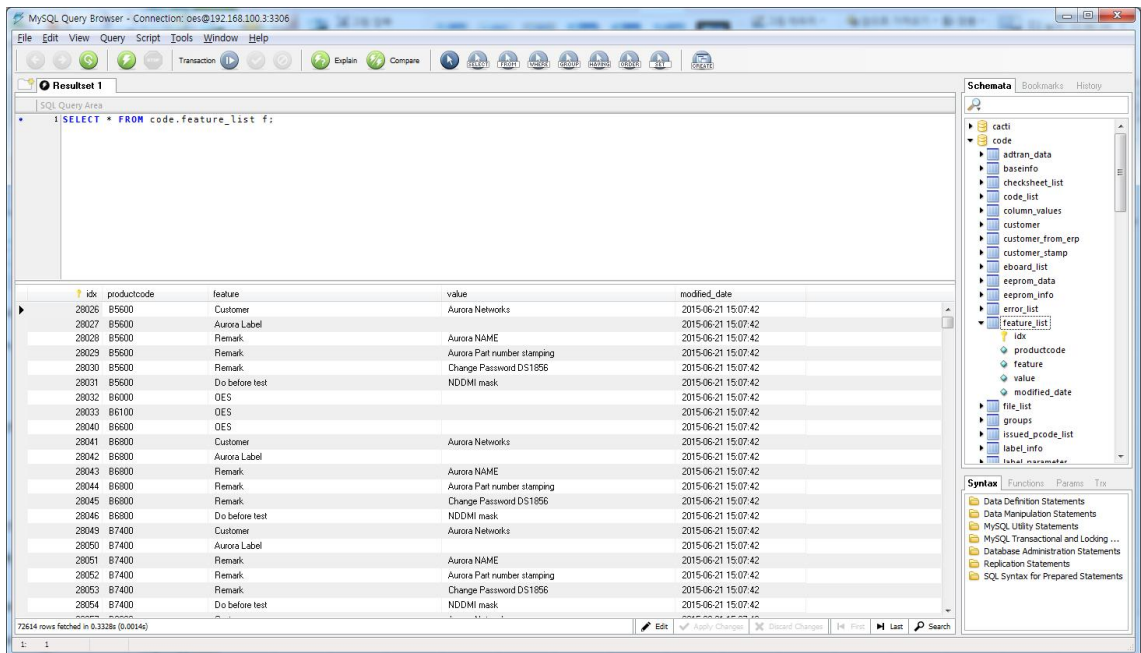 MySQL Query Browser - Connection: oes@192.168.100.3:3306
File Edit View Query Script Tools Window Help
Transaction Explain Compare SELECT FROM WHERE GROUP HAVING ORDER SET CREATE
Resultset 1
SQL Query Area
1 SELECT * FROM code.feature_list f;
idx productcode feature value modified_date
28026 B5600 Customer Aurora Networks 2015-06-21 15:07:42
28027 B5600 Aurora Label 2015-06-21 15:07:42
28028 B5600 Remark Aurora NAME 2015-06-21 15:07:42
28029 B5600 Remark Aurora Part number stamping 2015-06-21 15:07:42
28030 B5600 Remark Change Password DS1856 2015-06-21 15:07:42
28031 B5600 Do before test NDDMI mask 2015-06-21 15:07:42
28032 B6000 OES 2015-06-21 15:07:42
28033 B6100 OES 2015-06-21 15:07:42
28040 B6600 OES 2015-06-21 15:07:42
28041 B6800 Customer Aurora Networks 2015-06-21 15:07:42
28042 B6800 Aurora Label 2015-06-21 15:07:42
28043 B6800 Remark Aurora NAME 2015-06-21 15:07:42
28044 B6800 Remark Aurora Part number stamping 2015-06-21 15:07:42
28045 B6800 Remark Change Password DS1856 2015-06-21 15:07:42
28046 B6800 Do before test NDDMI mask 2015-06-21 15:07:42
28049 B7400 Customer Aurora Networks 2015-06-21 15:07:42
28050 B7400 Aurora Label 2015-06-21 15:07:42
28051 B7400 Remark Aurora NAME 2015-06-21 15:07:42
28052 B7400 Remark Aurora Part number stamping 2015-06-21 15:07:42
28053 B7400 Remark Change Password DS1856 2015-06-21 15:07:42
28054 B7400 Do before test NDDMI mask 2015-06-21 15:07:42
72614 rows fetched in 0.3328s (0.0014s)
Edit Apply Changes Discard Changes First Last Search
1: 1
Schemata Bookmarks History
cacti
code
adtran_data
baseinfo
checksheet_list
code_list
column_values
customer
customer_from_erp
customer_stamp
eboard_list
eeprom_data
eeprom_info
error_list
feature_list
idx
productcode
feature
value
modified_date
file_list
groups
issued_pcode_list
label_info
label_parameter
Syntax Functions Params Trx
Data Definition Statements
Data Manipulation Statements
MySQL Utility Statements
MySQL Transactional and Locking ...
Database Administration Statements
Replication Statements
SQL Syntax for Prepared Statements